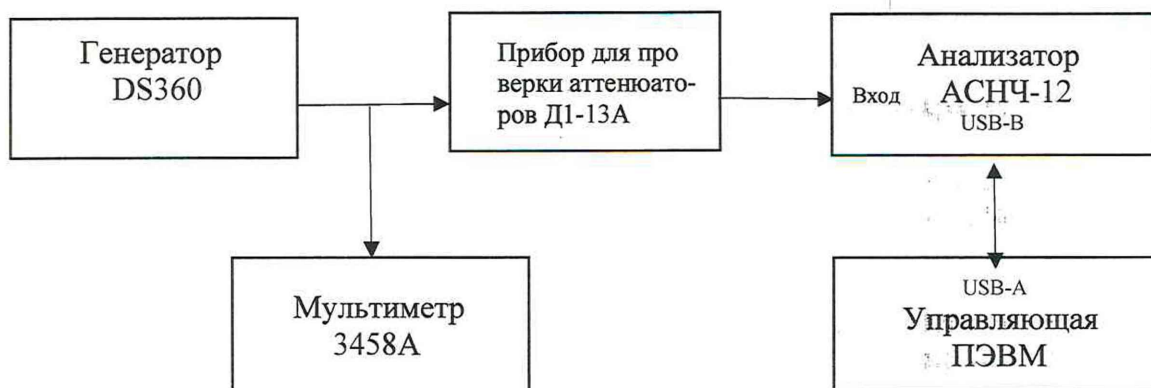 Генератор
DS360
Прибор для про
верки аттенюато-
ров Д1-13А
Анализатор
Вход АСНЧ-12
USB-B
Мультиметр
3458А
USB-A
Управляющая
ПЭВМ